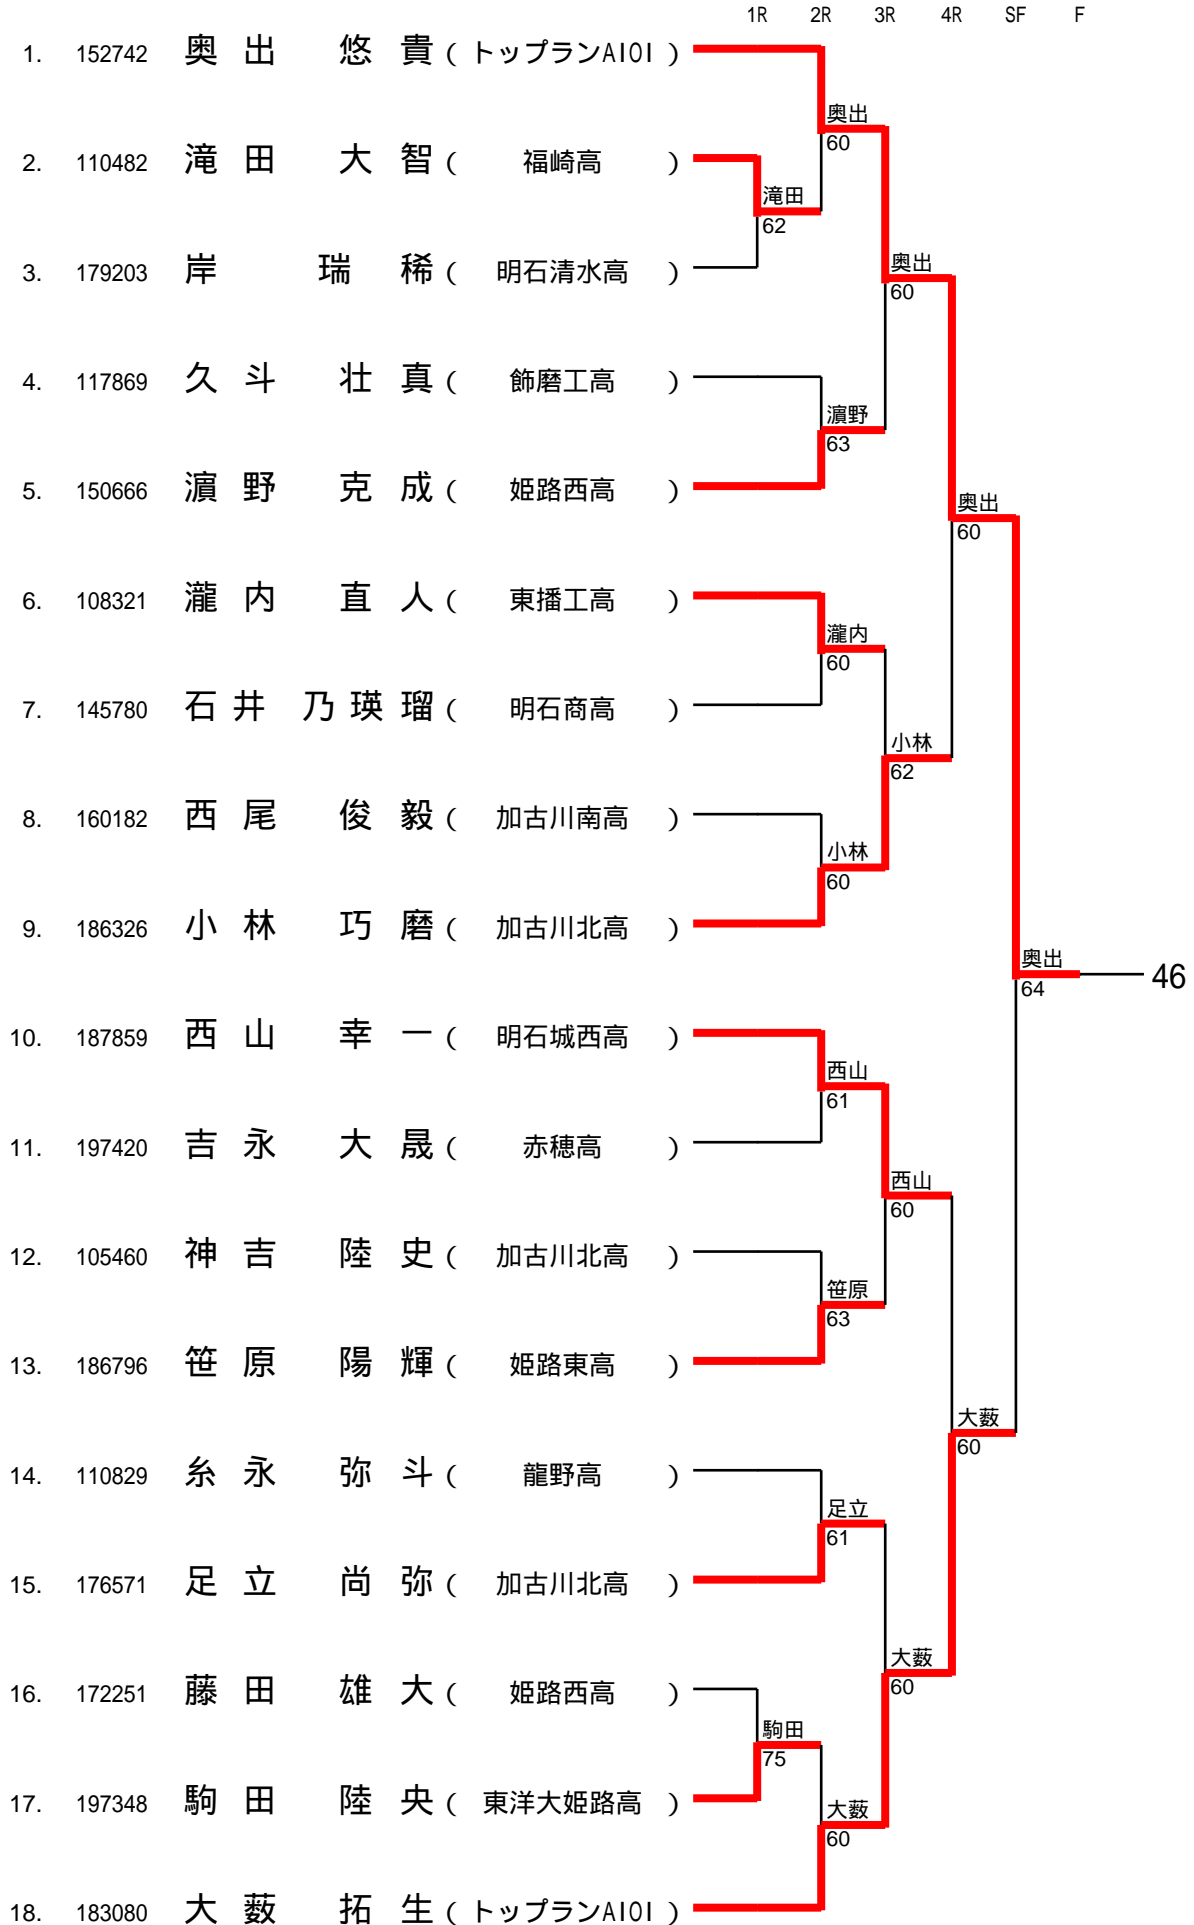 1R 2R 3R 4R SF F
1. 152742 奥出 悠貴 ( トップランAIOI )
奥出
60
2. 110482 滝田 大智 ( 福崎高 )
滝田
62
3. 179203 岸 瑞稀 ( 明石清水高 )
奥出
60
4. 117869 久斗 壮真 ( 飾磨工高 )
濵野
63
5. 150666 濵野 克成 ( 姫路西高 )
奥出
60
6. 108321 瀧内 直人 ( 東播工高 )
瀧内
60
7. 145780 石井 乃瑛瑠 ( 明石商高 )
小林
62
8. 160182 西尾 俊毅 ( 加古川南高 )
小林
60
9. 186326 小林 巧磨 ( 加古川北高 )
奥出
64
46
10. 187859 西山 幸一 ( 明石城西高 )
西山
61
11. 197420 吉永 大晟 ( 赤穂高 )
西山
60
12. 105460 神吉 陸史 ( 加古川北高 )
笹原
63
13. 186796 笹原 陽輝 ( 姫路東高 )
大薮
60
14. 110829 糸永 弥斗 ( 龍野高 )
足立
61
15. 176571 足立 尚弥 ( 加古川北高 )
大薮
60
16. 172251 藤田 雄大 ( 姫路西高 )
駒田
75
17. 197348 駒田 陸央 ( 東洋大姫路高 )
大薮
60
18. 183080 大薮 拓生 ( トップランAIOI )